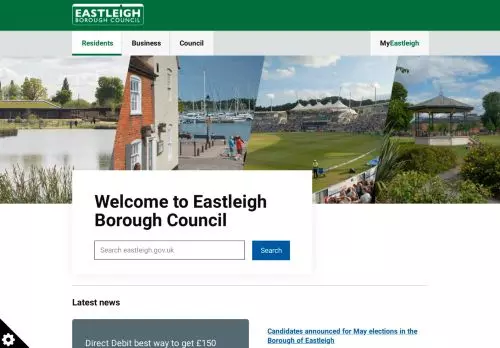 EASTLEIGH
BOROUGH COUNCIL
Residents Business Council MyEastleigh
Welcome to Eastleigh
Borough Council
Search eastleigh.gov.uk Search
Latest news
Direct Debit best way to get £150
Candidates announced for May elections in the
Borough of Eastleigh